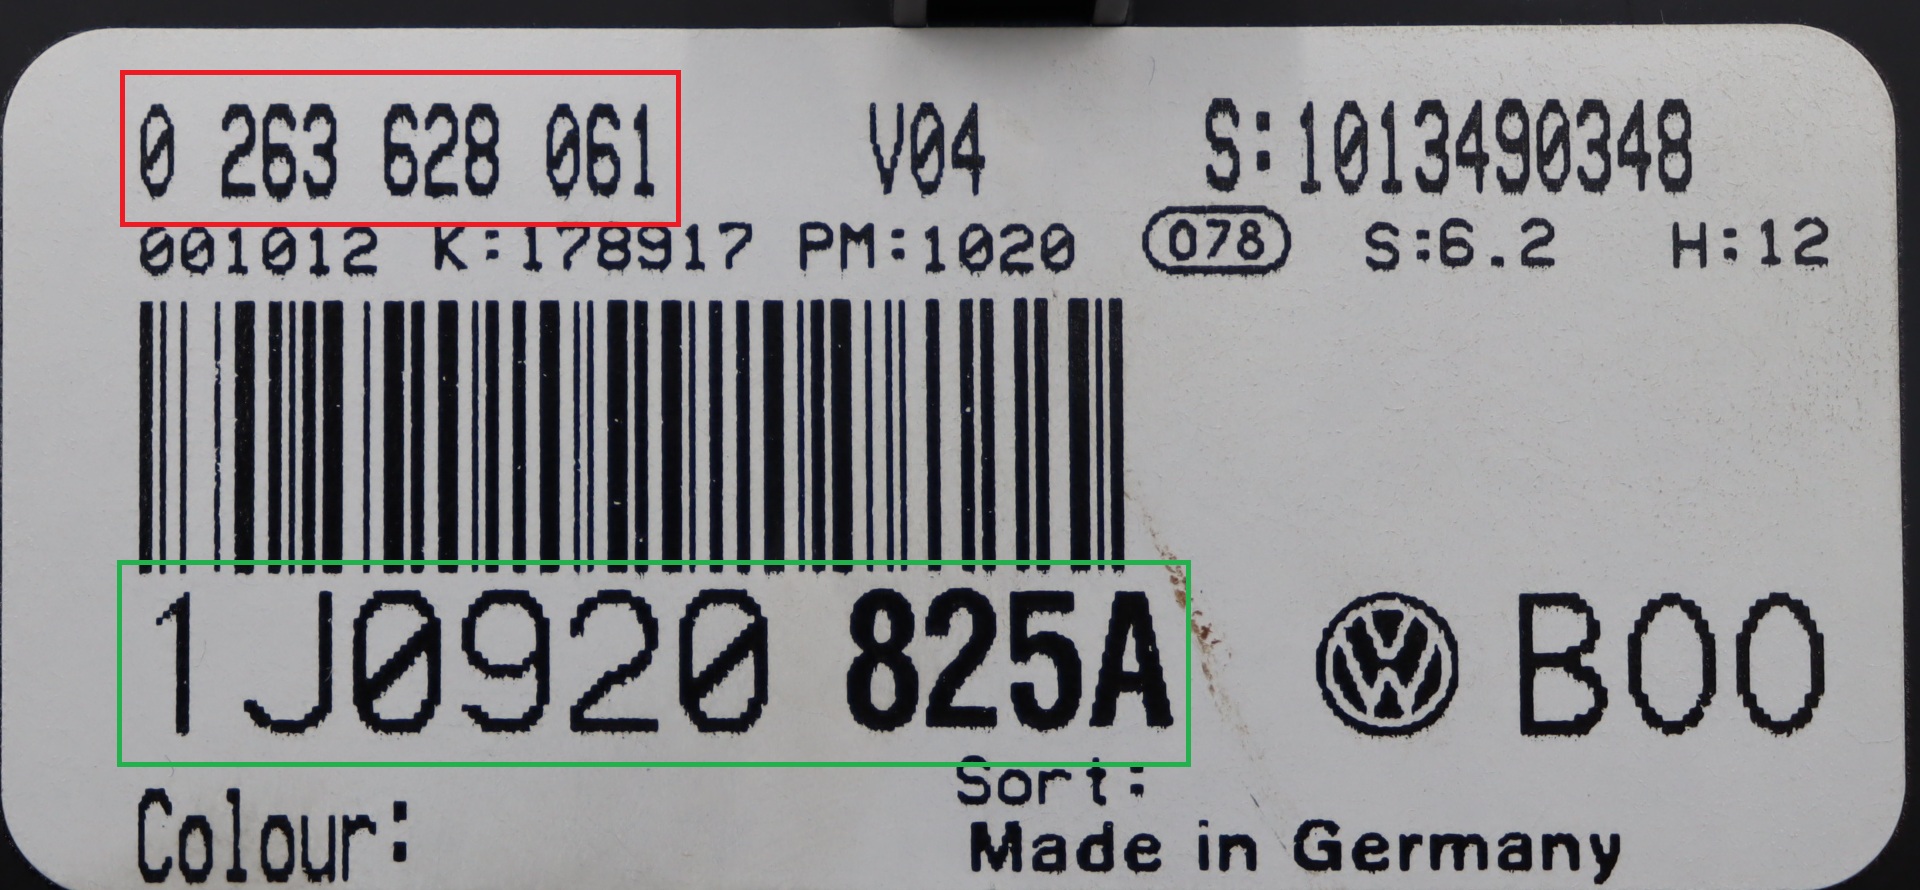 0 263 628 061 V04 S:1013490348
001012 K:178917 PM:1020 078 S:6.2 H:12
1J0920 825A VW B00
Sort:
Colour:
Made in Germany